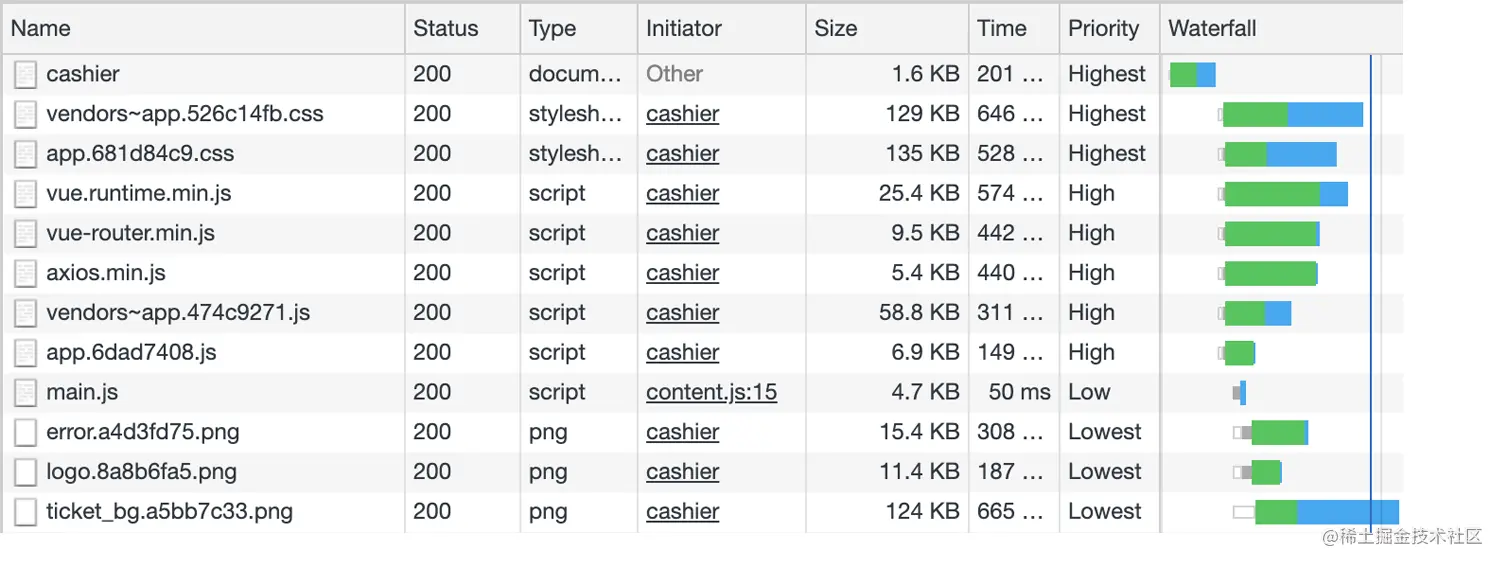 Name Status Type Initiator Size Time Priority Waterfall
cashier 200 docum... Other 1.6 KB 201 ... Highest
vendors~app.526c14fb.css 200 stylesh... cashier 129 KB 646 ... Highest
app.681d84c9.css 200 stylesh... cashier 135 KB 528 ... Highest
vue.runtime.min.js 200 script cashier 25.4 KB 574 ... High
vue-router.min.js 200 script cashier 9.5 KB 442 ... High
axios.min.js 200 script cashier 5.4 KB 440 ... High
vendors~app.474c9271.js 200 script cashier 58.8 KB 311 ... High
app.6dad7408.js 200 script cashier 6.9 KB 149 ... High
main.js 200 script content.js:15 4.7 KB 50 ms Low
error.a4d3fd75.png 200 png cashier 15.4 KB 308 ... Lowest
logo.8a8b6fa5.png 200 png cashier 11.4 KB 187 ... Lowest
ticket_bg.a5bb7c33.png 200 png cashier 124 KB 665 ... Lowest
@稀土掘金技术社区